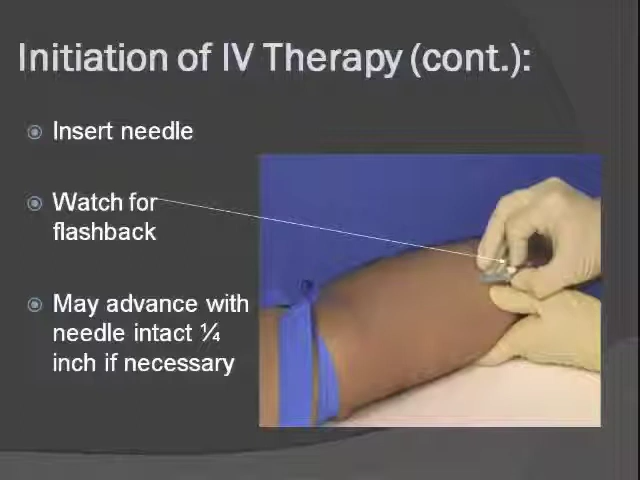 Initiation of IV Therapy (cont.):
Insert needle
Watch for
flashback
May advance with
needle intact ¼
inch if necessary